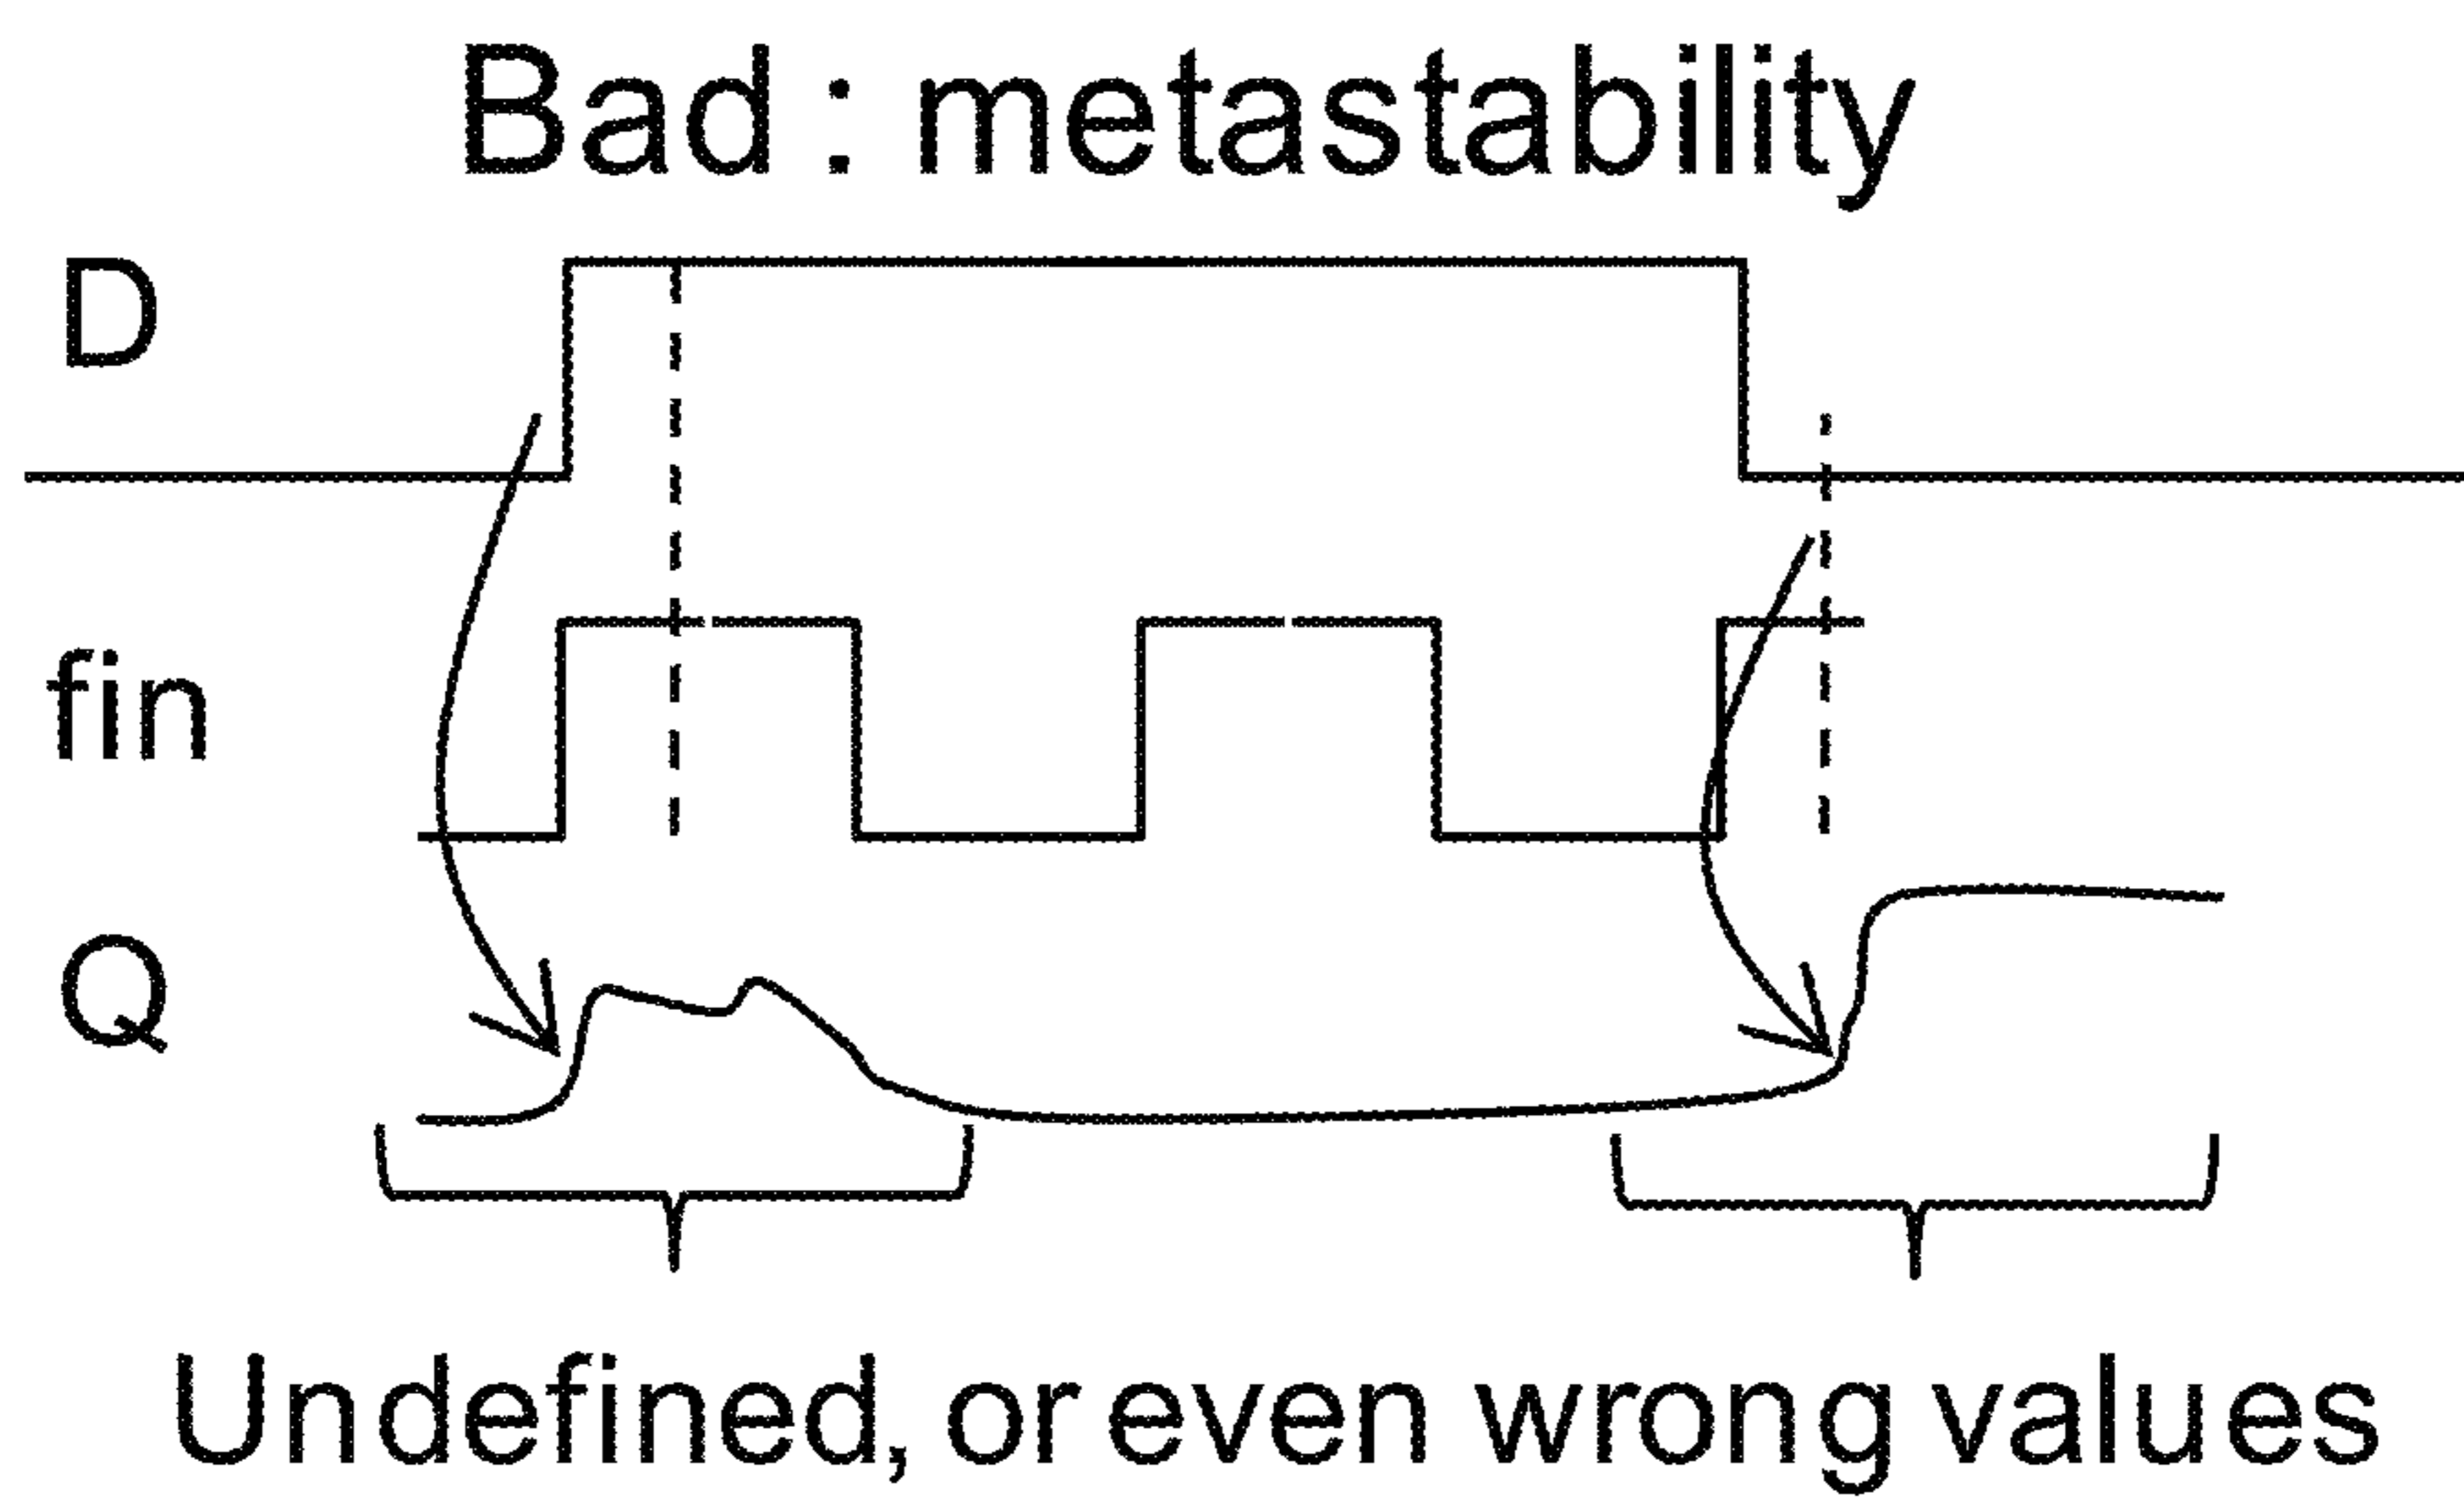 Bad : metastability
D
fin
Q
Undefined, or even wrong values